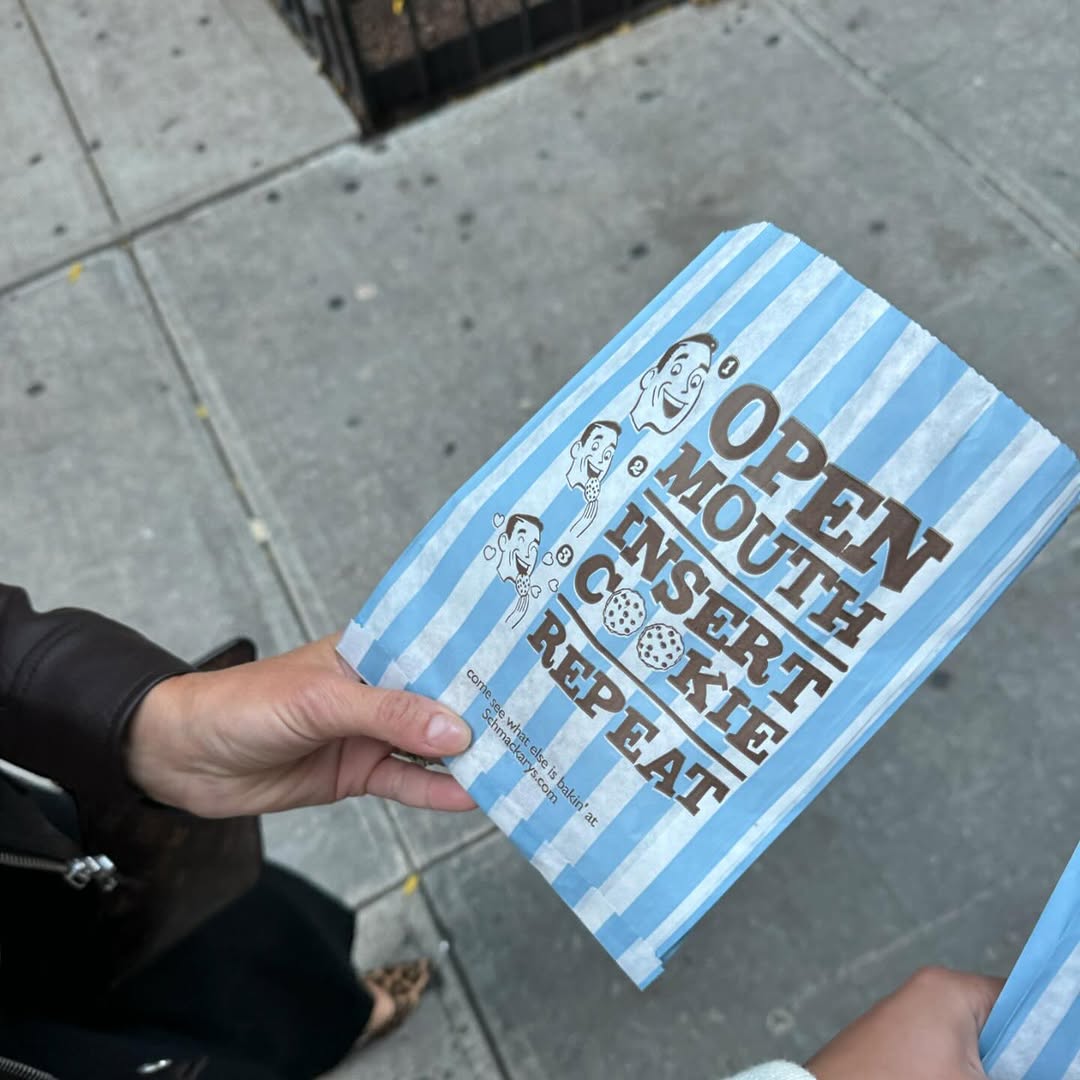 1
OPEN
MOUTH
2
INSERT
COOKIE
3
REPEAT
come see what else is bakin' at
Schmackarys.com